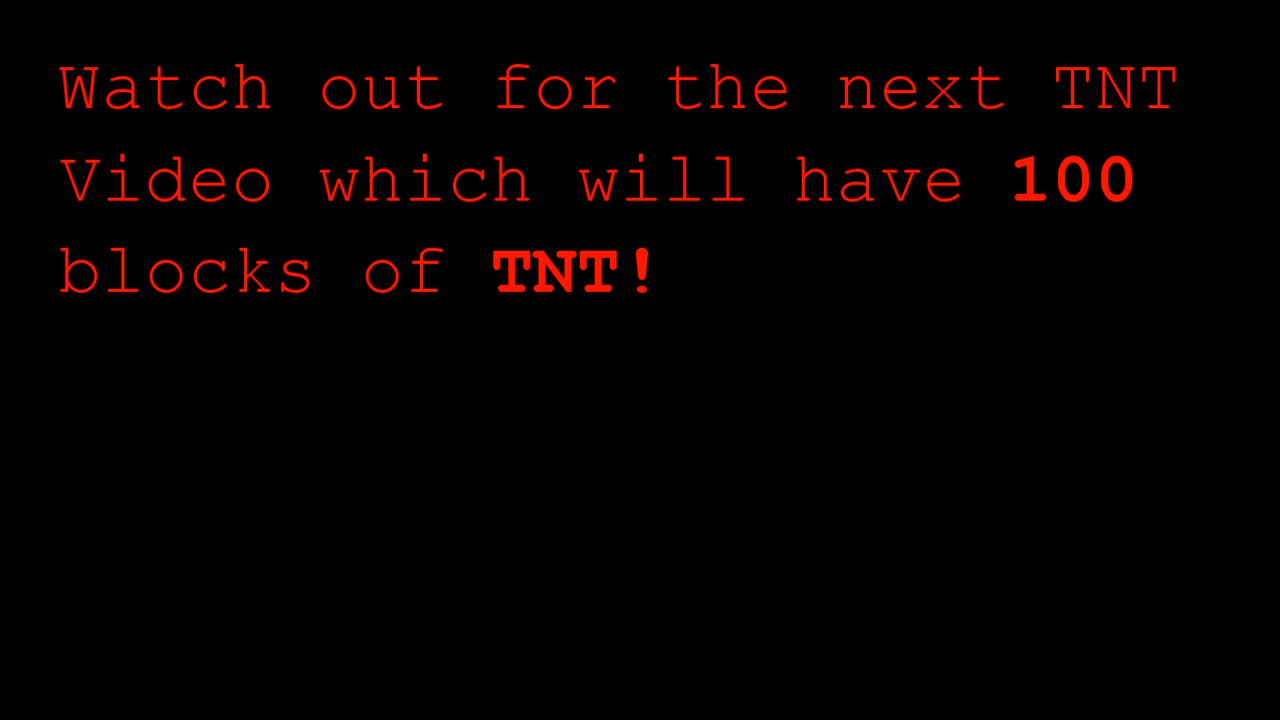 Watch out for the next TNT
Video which will have 100
blocks of TNT!